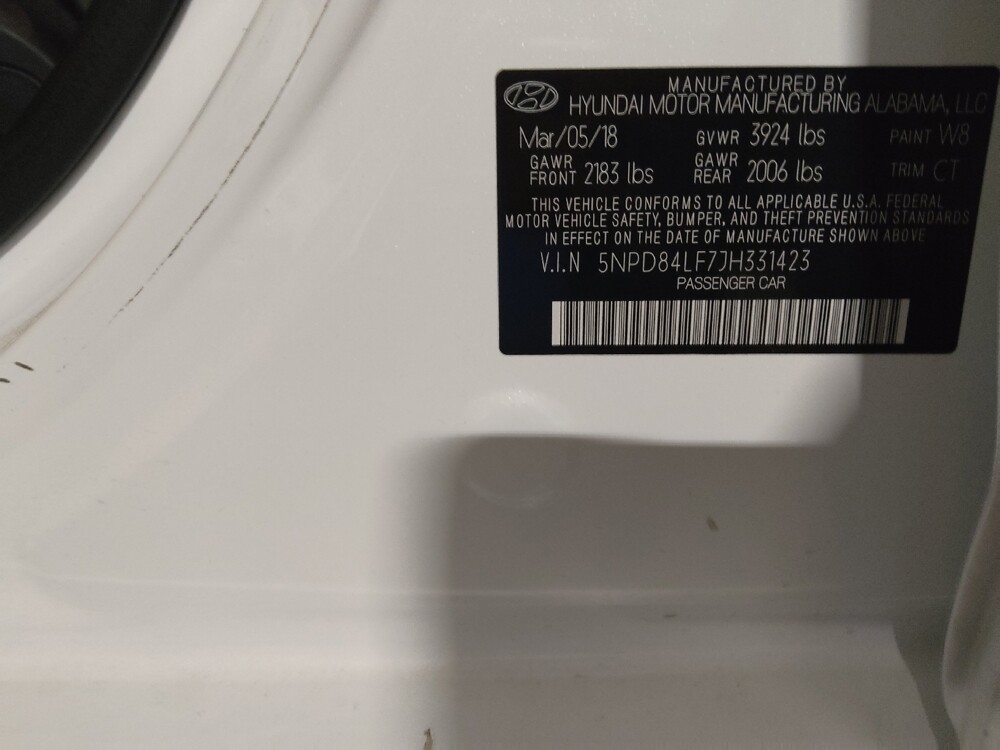 MANUFACTURED BY
HYUNDAI MOTOR MANUFACTURING ALABAMA, LLC
Mar/05/18 GVWR 3924 lbs PAINT W8
GAWR FRONT 2183 lbs GAWR REAR 2006 lbs TRIM CT
THIS VEHICLE CONFORMS TO ALL APPLICABLE U.S.A. FEDERAL
MOTOR VEHICLE SAFETY, BUMPER, AND THEFT PREVENTION STANDARDS
IN EFFECT ON THE DATE OF MANUFACTURE SHOWN ABOVE
V.I.N 5NPD84LF7JH331423
PASSENGER CAR